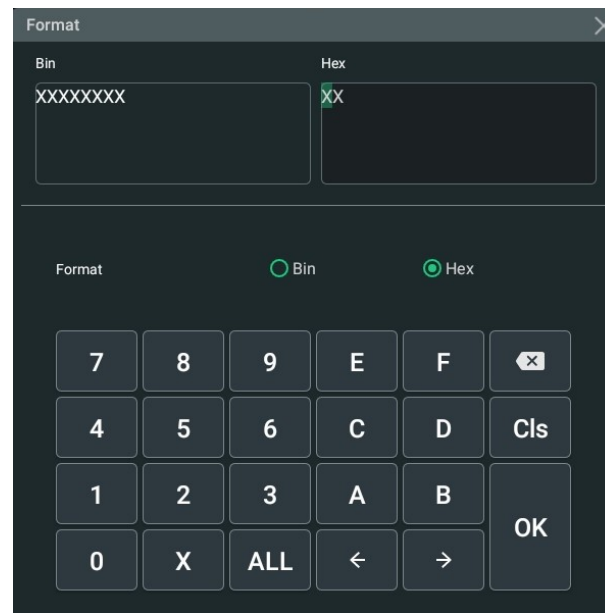 Format
Bin Hex
XXXXXXXX XX
Format Bin Hex
7 8 9 E F
4 5 6 C D Cls
1 2 3 A B
OK
0 X ALL ← →